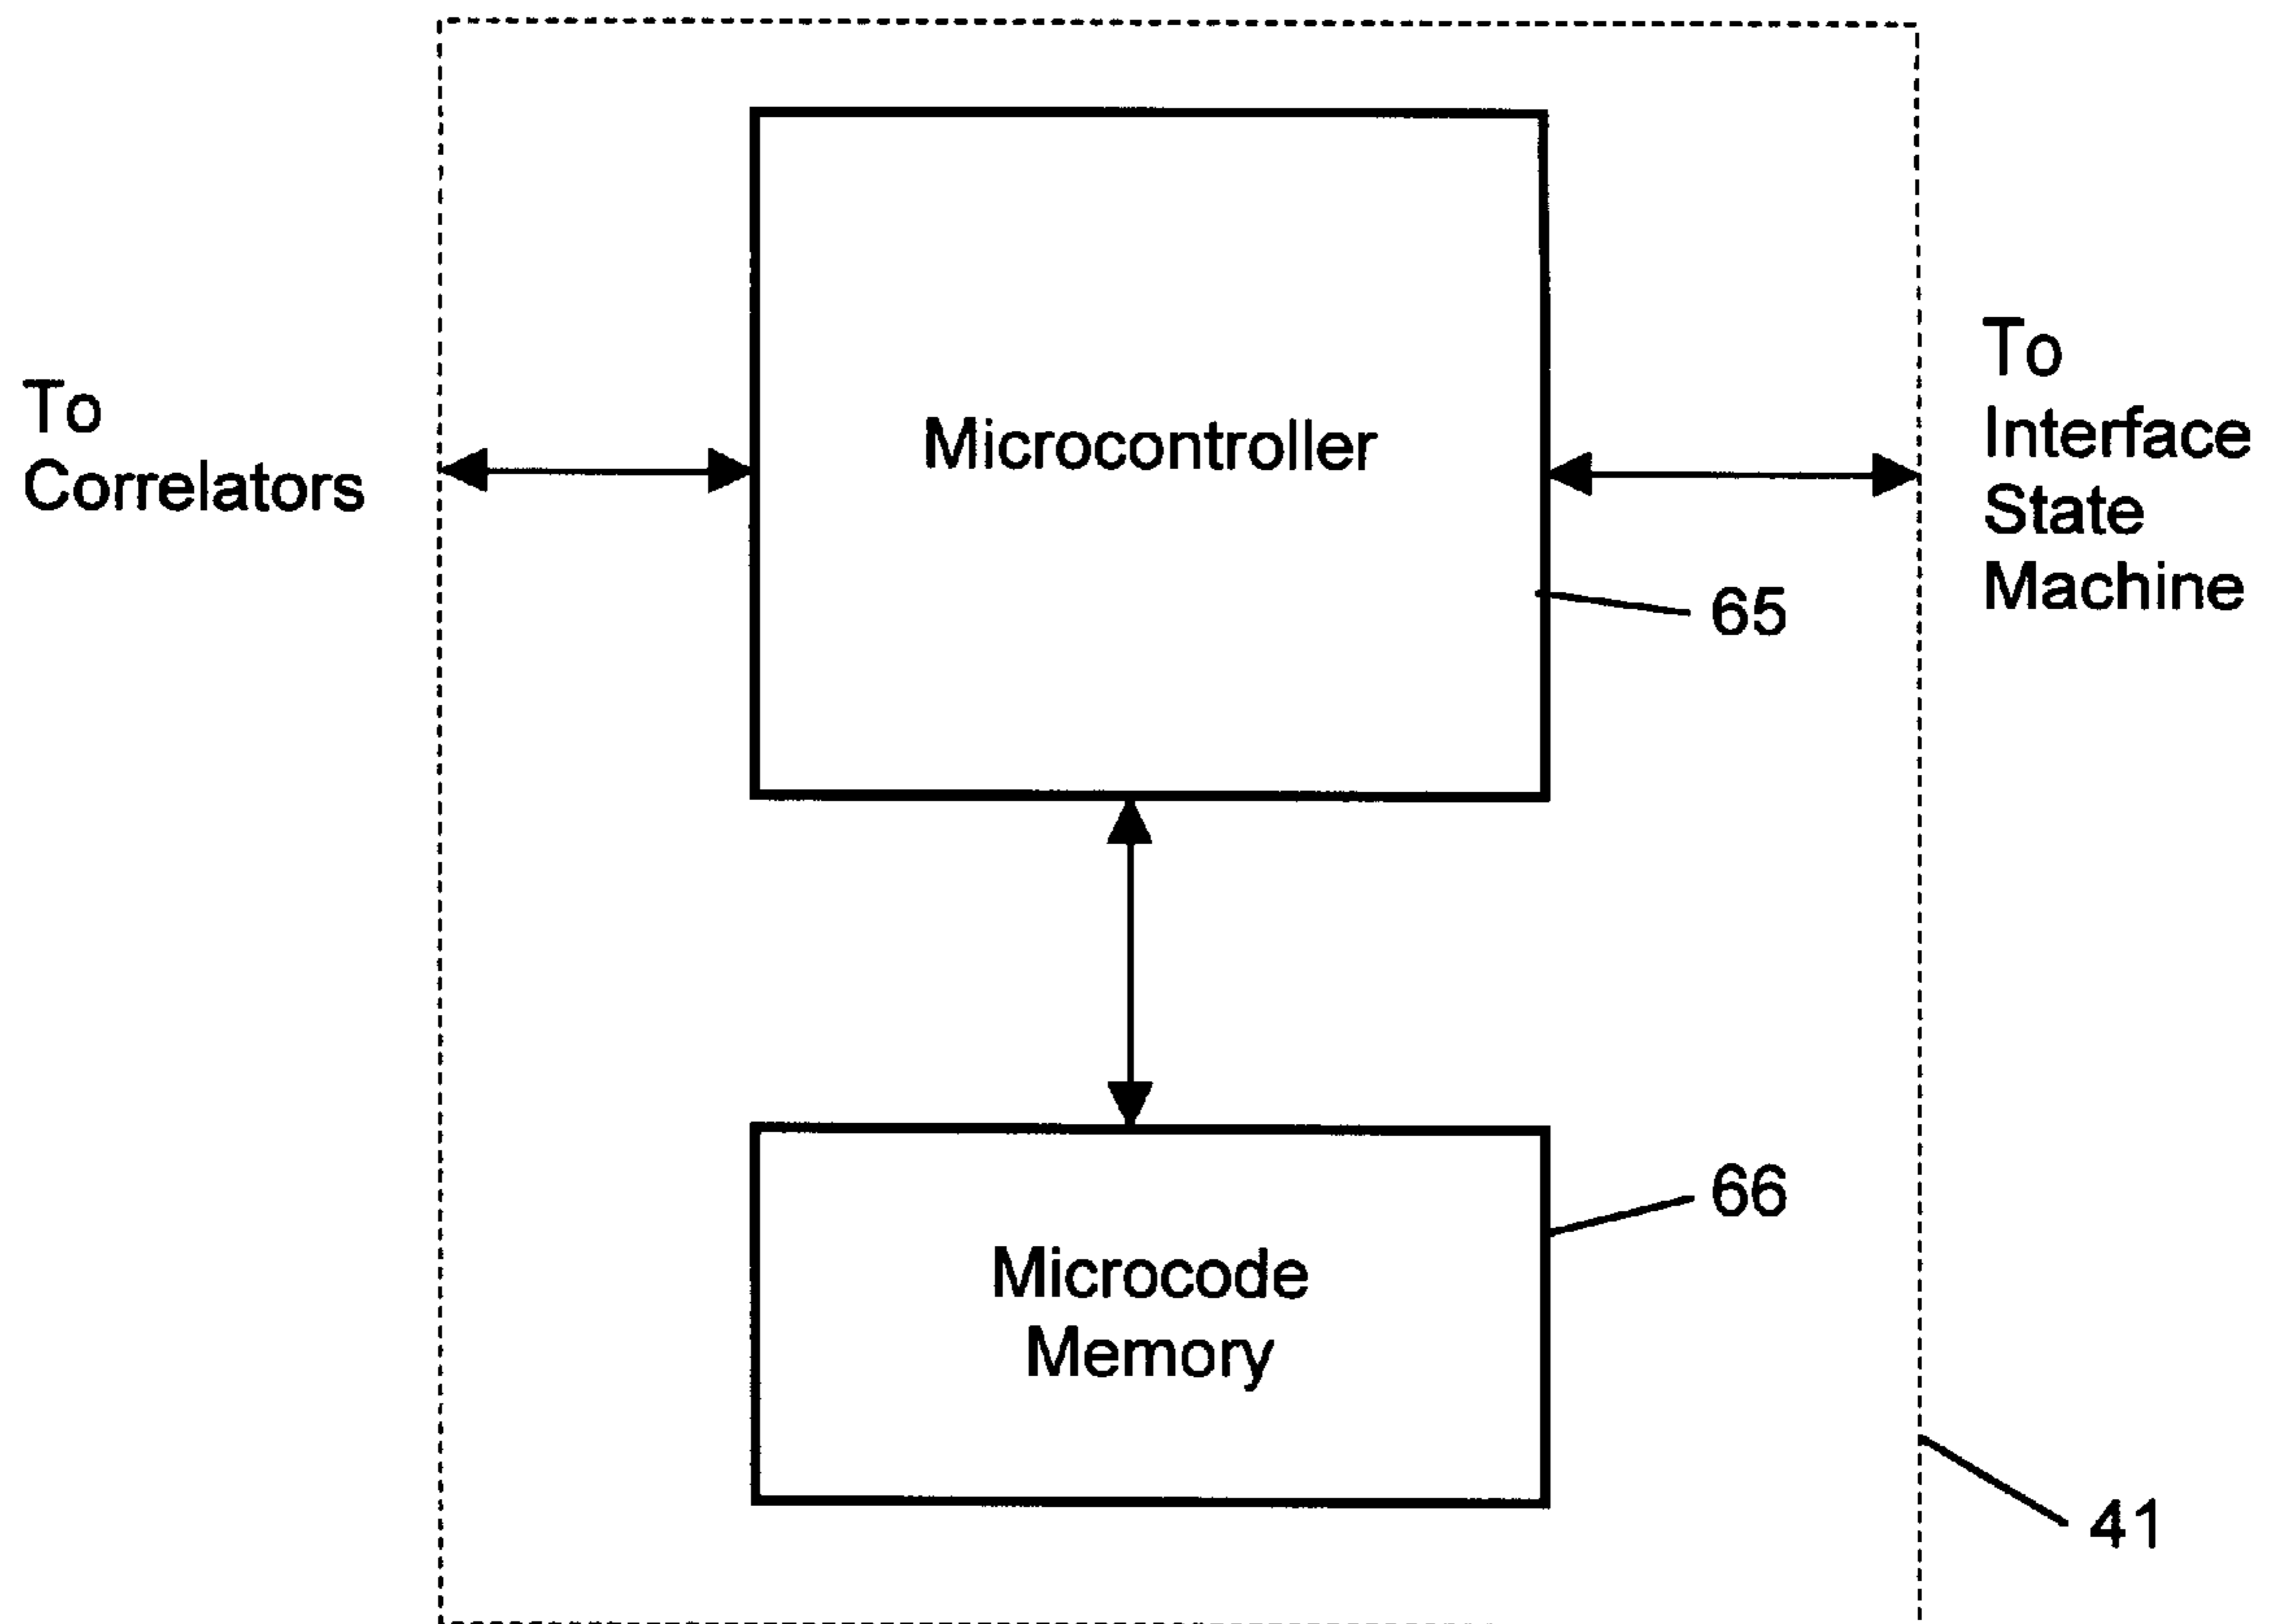 To
Correlators
Microcontroller
To
Interface
State
Machine
65
66
Microcode
Memory
41